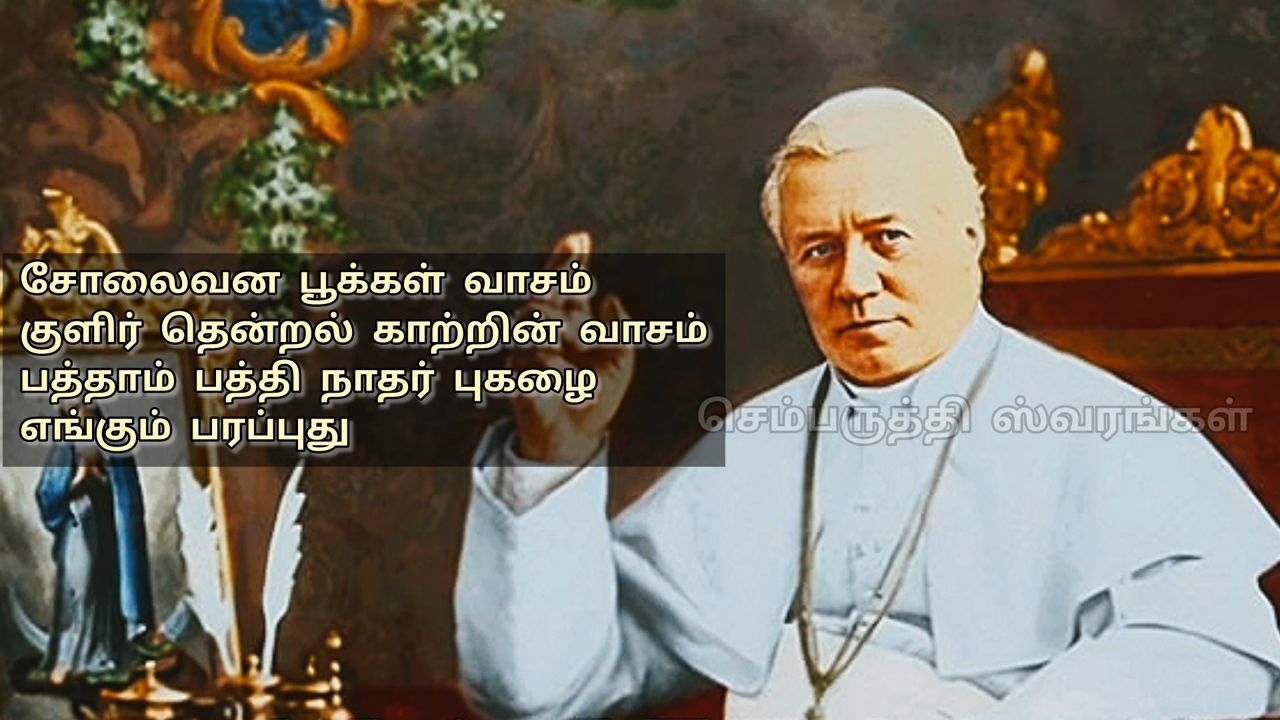 சோலைவன பூக்கள் வாசம்
குளிர் தென்றல் காற்றின் வாசம்
பத்தாம் பத்தி நாதர் புகழை
எங்கும் பரப்புது
செம்பருத்தி ஸ்வரங்கள்